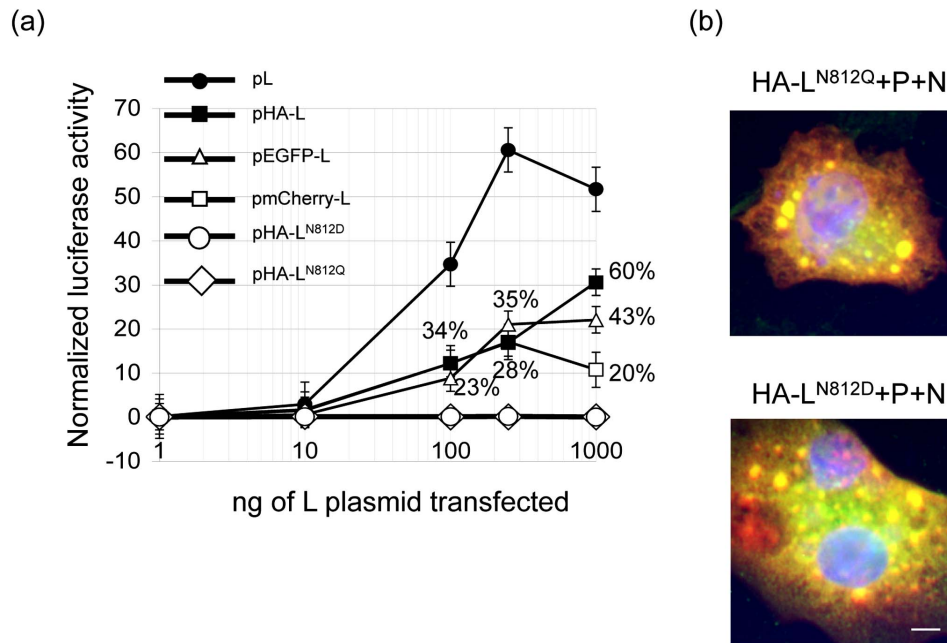 (a)
pL
pHA-L
pEGFP-L
pmCherry-L
pHA-L^N812D
pHA-L^N812Q
Normalized luciferase activity
70
60
50
40
30
20
10
0
-10
1
10
100
1000
34%
23%
35%
28%
60%
43%
20%
ng of L plasmid transfected
(b)
HA-L^N812Q+P+N
HA-L^N812D+P+N